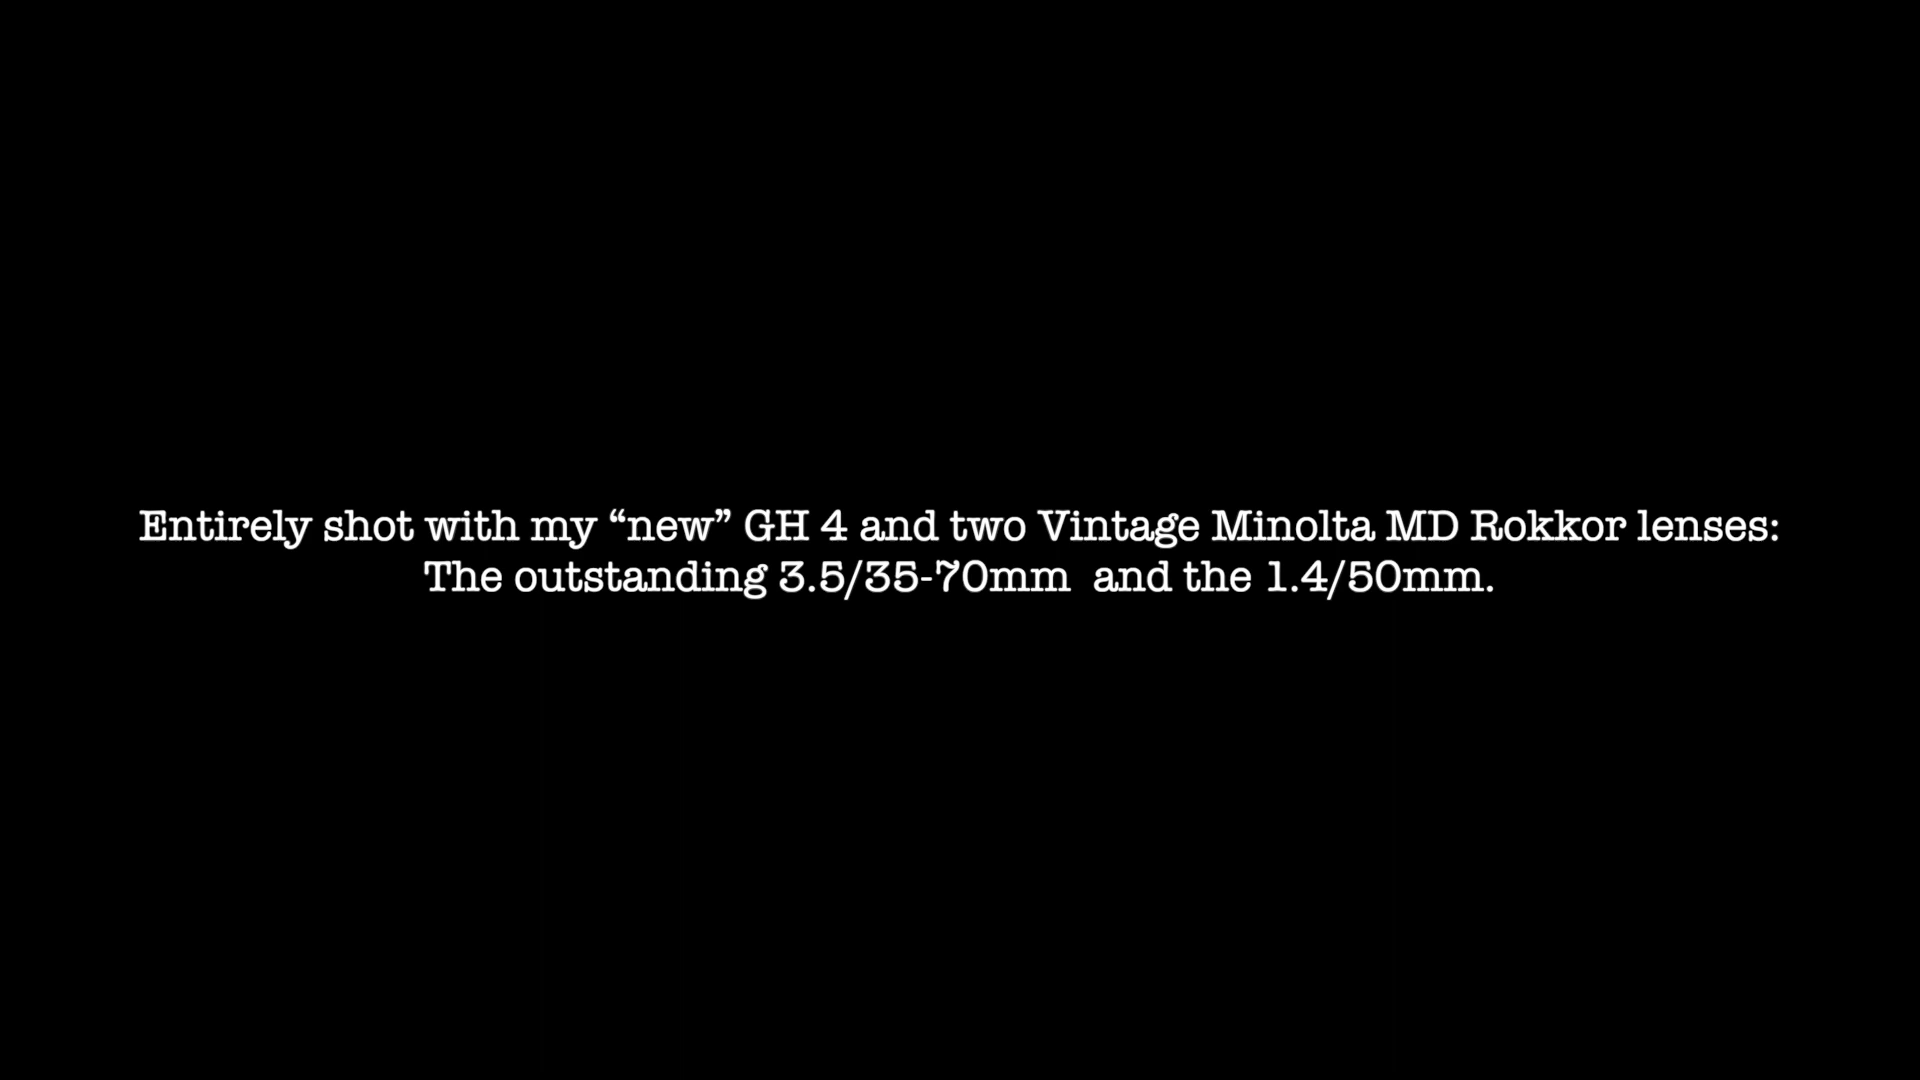 Entirely shot with my “new” GH 4 and two Vintage Minolta MD Rokkor lenses:
The outstanding 3.5/35-70mm  and the 1.4/50mm.